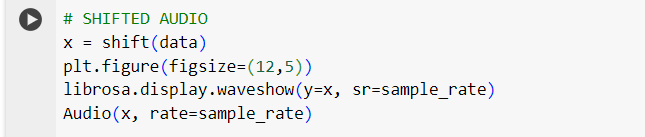 # SHIFTED AUDIO
x = shift(data)
plt.figure(figsize=(12,5))
librosa.display.waveshow(y=x, sr=sample_rate)
Audio(x, rate=sample_rate)